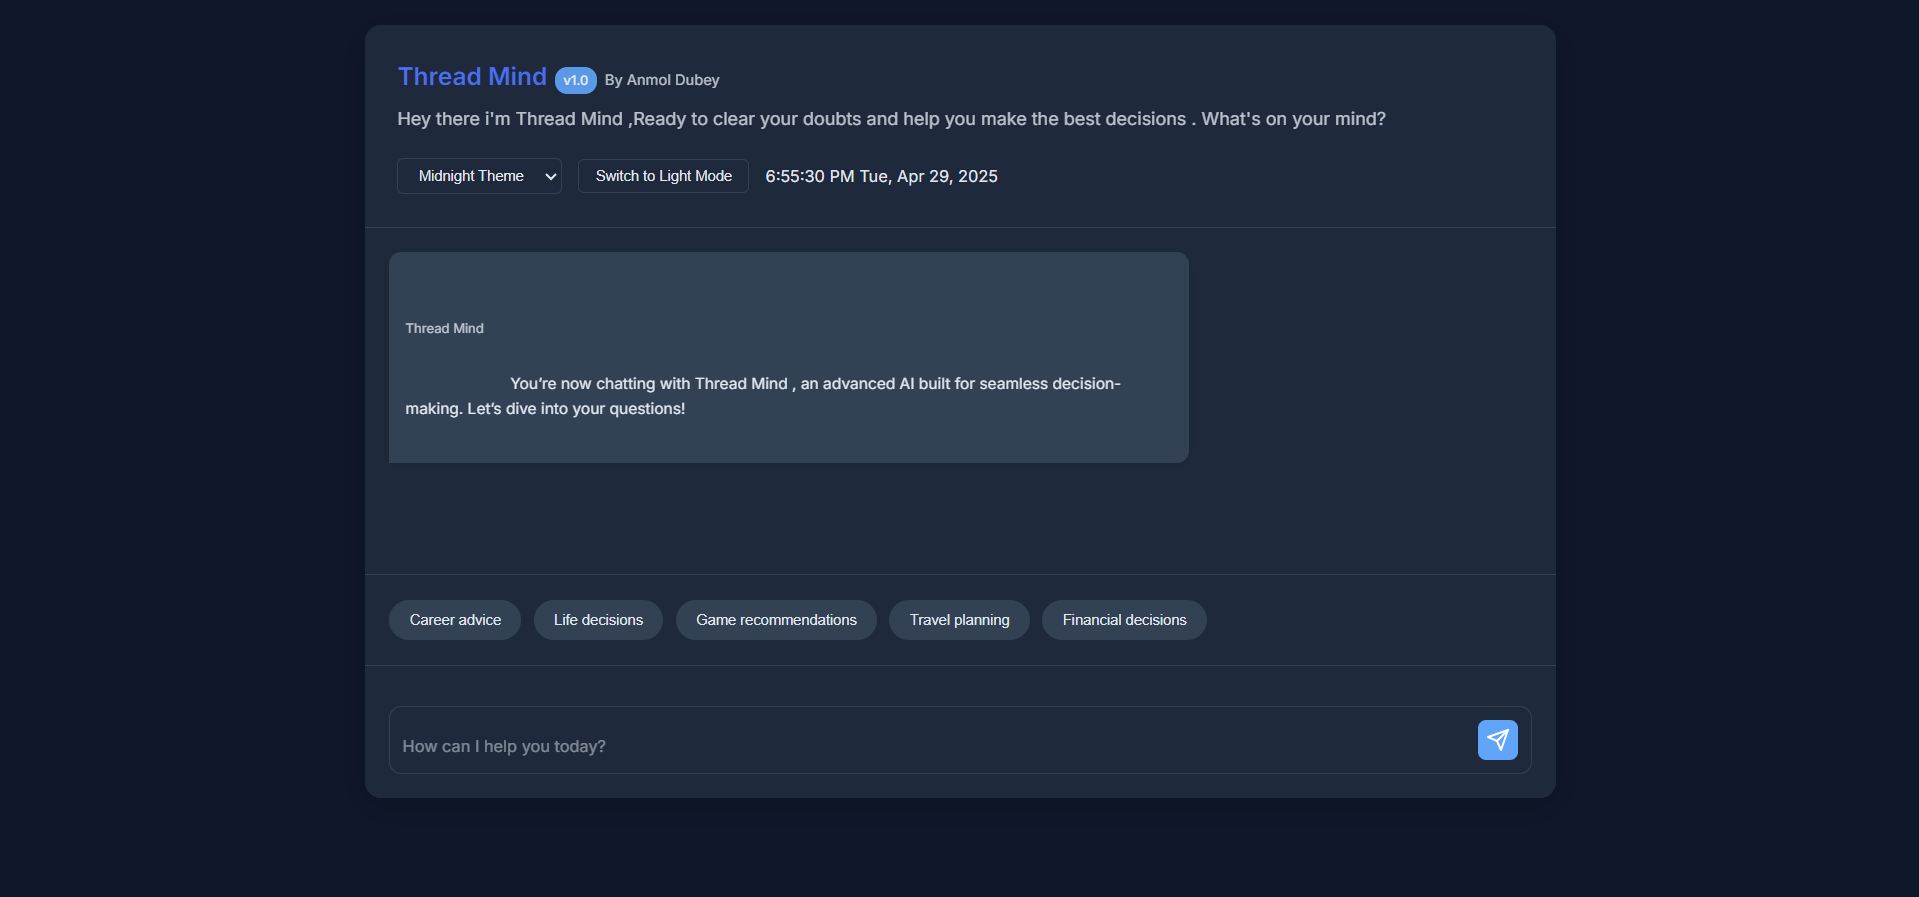 Thread Mind v1.0 By Anmol Dubey
Hey there i'm Thread Mind ,Ready to clear your doubts and help you make the best decisions . What's on your mind?
Midnight Theme Switch to Light Mode 6:55:30 PM Tue, Apr 29, 2025
Thread Mind
You’re now chatting with Thread Mind , an advanced AI built for seamless decision-
making. Let’s dive into your questions!
Career advice Life decisions Game recommendations Travel planning Financial decisions
How can I help you today?